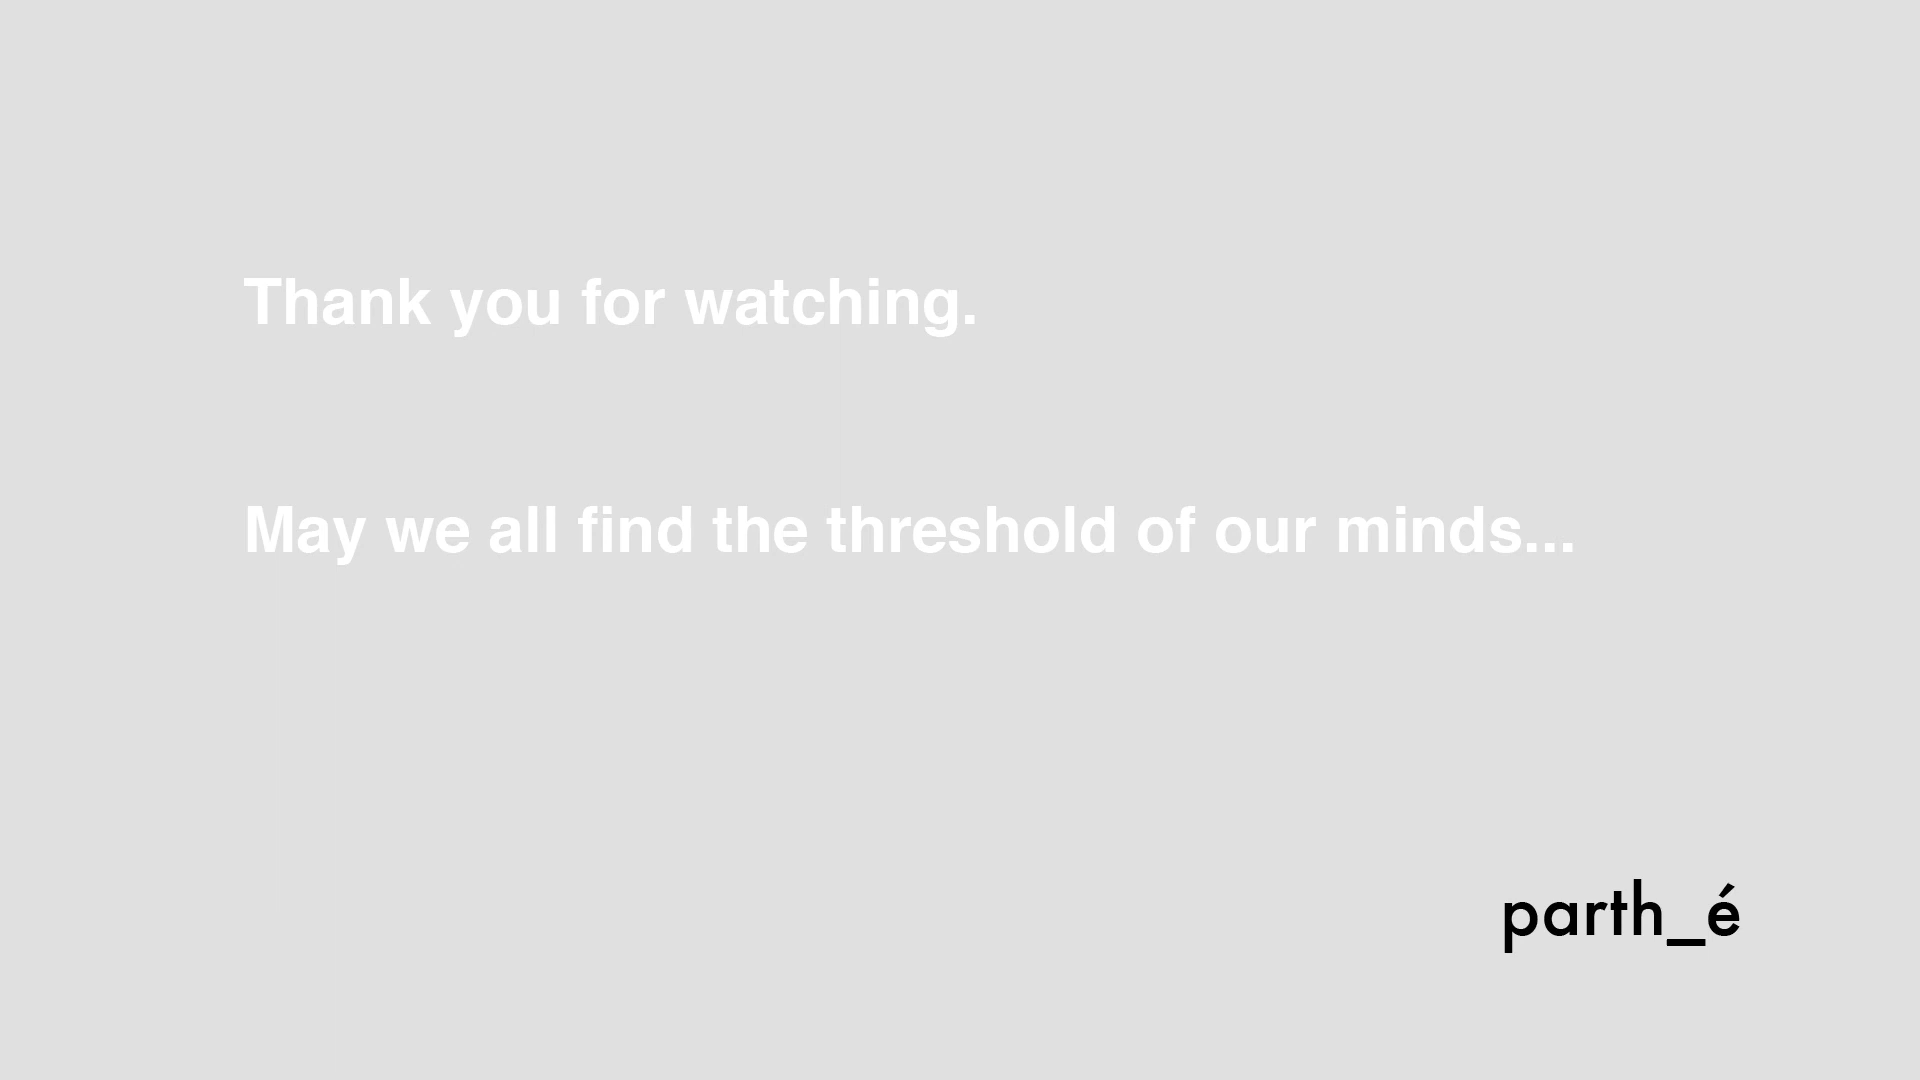 Thank you for watching.
May we all find the threshold of our minds...
parth_é